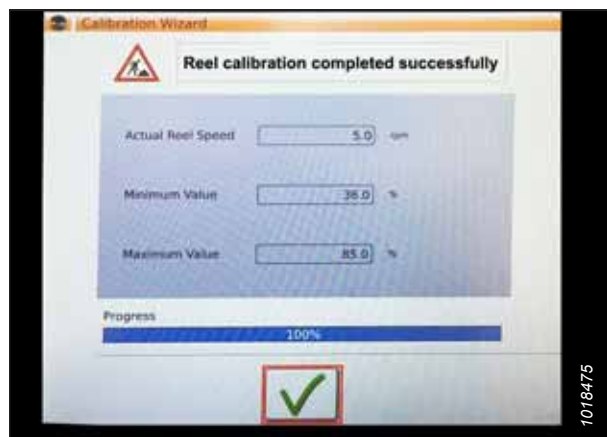 Calibration Wizard
Reel calibration completed successfully
Actual Reel Speed 5.0 rpm
Minimum Value 36.0 %
Maximum Value 85.0 %
Progress
100%
1018475